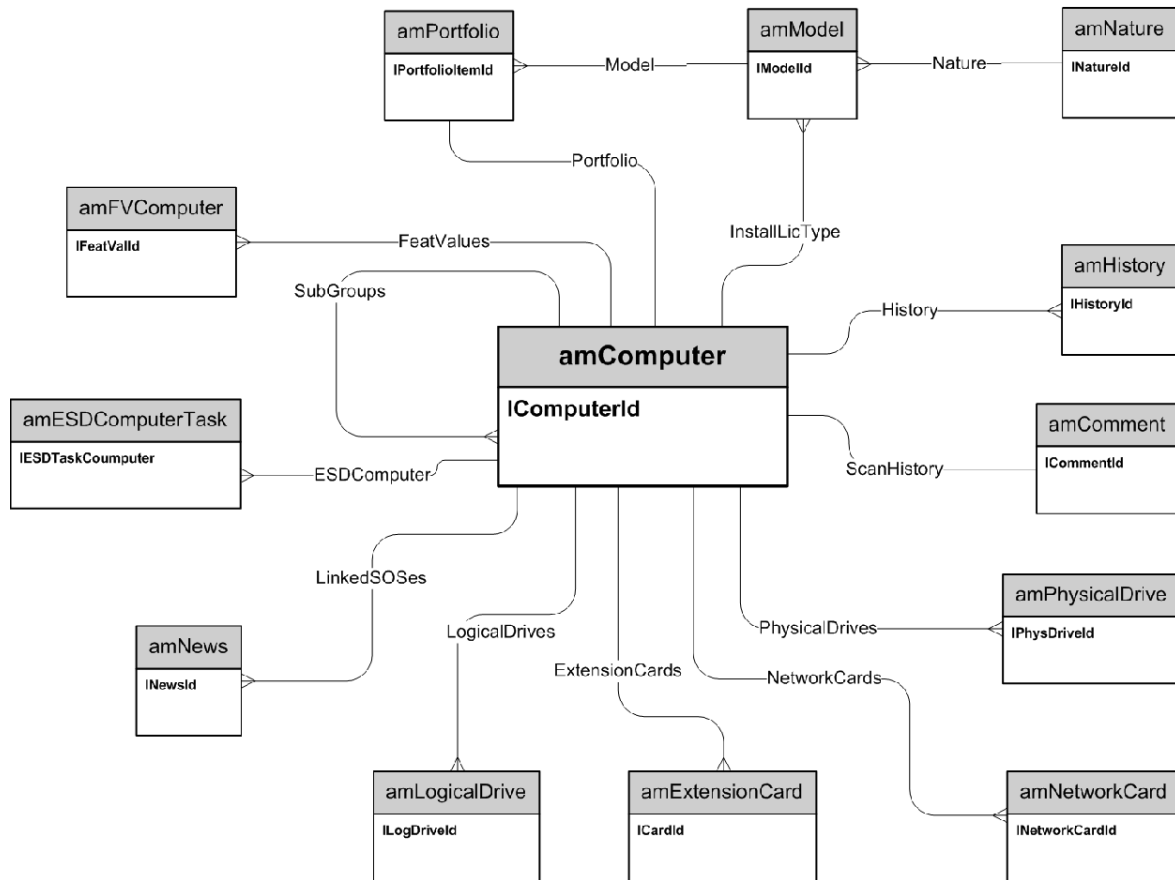 amPortfolio
lPortfolioItemId
Model
amModel
lModelId
Nature
amNature
lNatureId
Portfolio
amFVComputer
lFeatValId
FeatValues
InstallLicType
SubGroups
amHistory
lHistoryId
History
amComputer
lComputerId
amESDComputerTask
lESDTaskCoumputer
ESDComputer
amComment
lCommentId
ScanHistory
LinkedSOSes
amPhysicalDrive
lPhysDriveId
PhysicalDrives
LogicalDrives
amNews
lNewsId
ExtensionCards
NetworkCards
amLogicalDrive
lLogDriveId
amExtensionCard
lCardId
amNetworkCard
lNetworkCardId